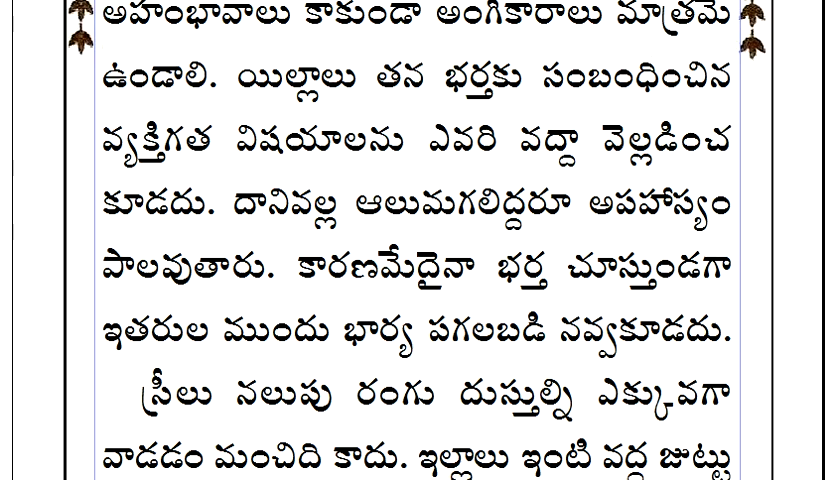 అహంభావాలు కాకుండా అంగీకారాలు మాత్రమే
ఉండాలి. యిల్లాలు తన భర్తకు సంబంధించిన
వ్యక్తిగత విషయాలను ఎవరి వద్దా వెల్లడించ
కూడదు. దానివల్ల ఆలుమగలిద్దరూ అపహాస్యం
పాలవుతారు. కారణమేదైనా భర్త చూస్తుండగా
ఇతరుల ముందు భార్య పగలబడి నవ్వకూడదు.
స్త్రీలు నలుపు రంగు దుస్తుల్ని ఎక్కువగా
వాడడం మంచిది కాదు. ఇల్లాలు ఇంటి వద్ద జుట్టు